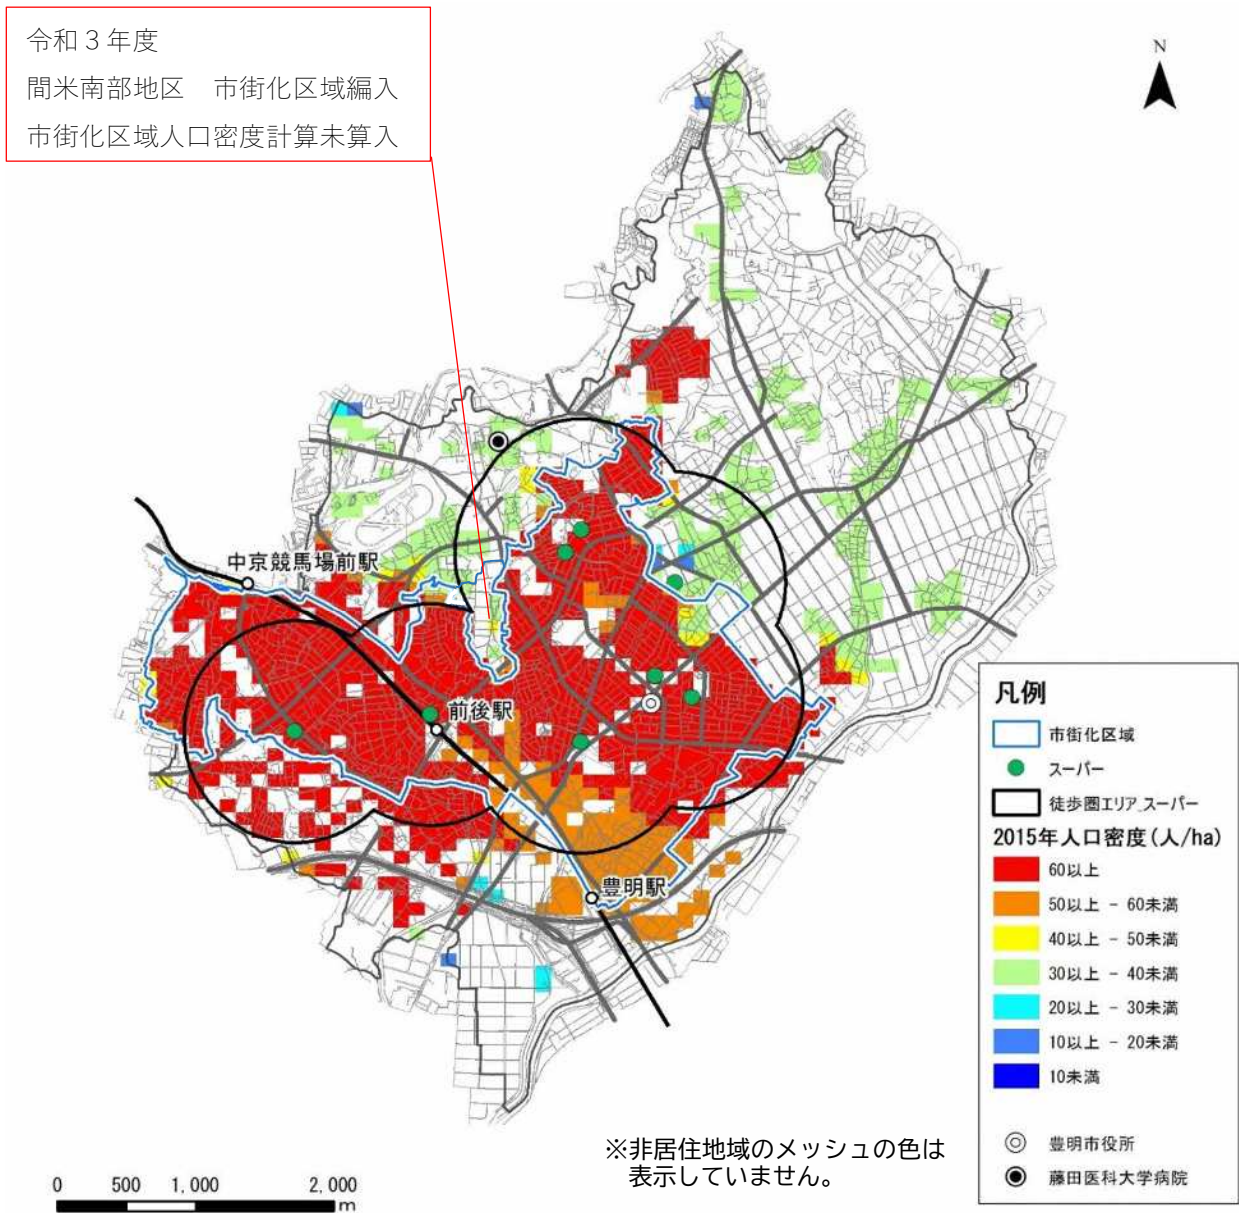 令和３年度
間米南部地区　市街化区域編入
市街化区域人口密度計算未算入
N
中京競馬場前駅
前後駅
豊明駅
凡例
市街化区域
スーパー
徒歩圏エリア_スーパー
2015年人口密度(人/ha)
60以上
50以上 - 60未満
40以上 - 50未満
30以上 - 40未満
20以上 - 30未満
10以上 - 20未満
10未満
豊明市役所
藤田医科大学病院
※非居住地域のメッシュの色は
表示していません。
0 500 1,000 2,000
m